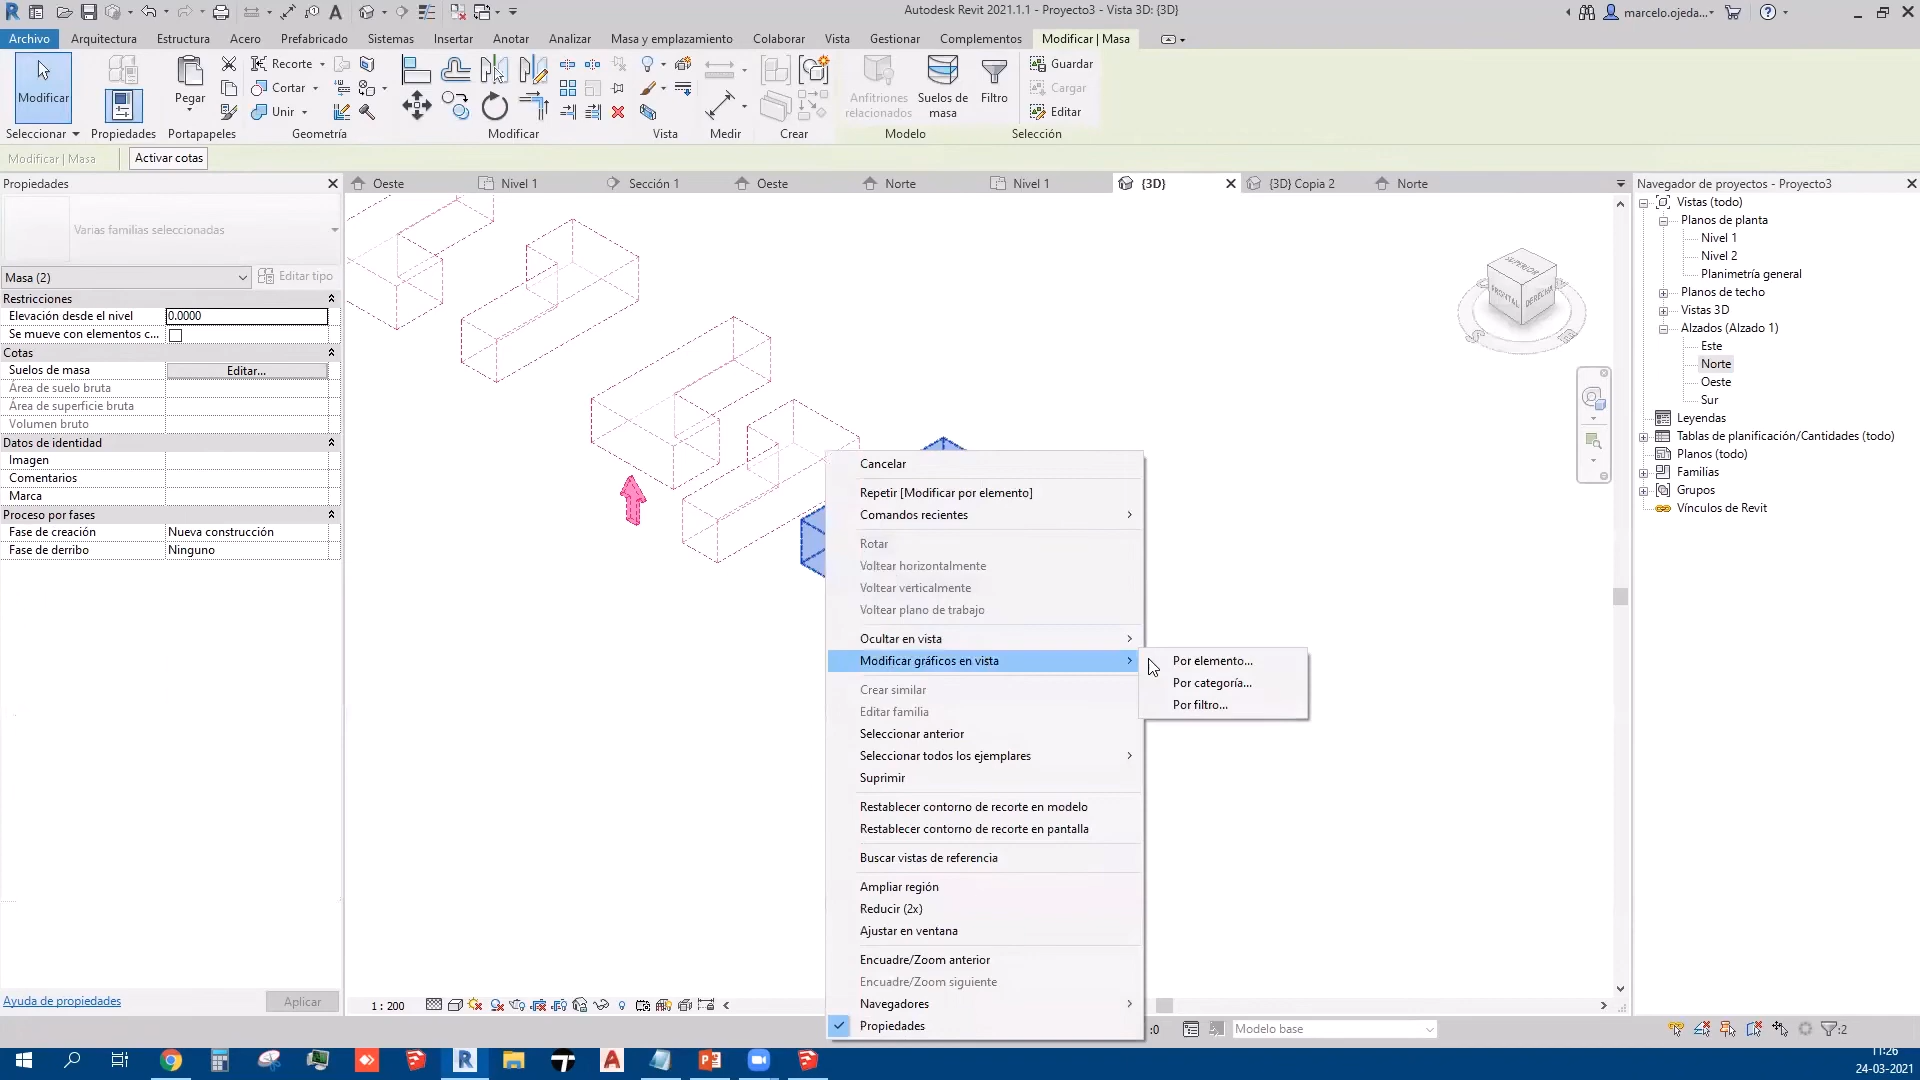 Autodesk Revit 2021.1.1 - Proyecto3 - Vista 3D: {3D}
marcelo.ojeda...
Archivo
Arquitectura
Estructura
Acero
Prefabricado
Sistemas
Insertar
Anotar
Analizar
Masa y emplazamiento
Colaborar
Vista
Gestionar
Complementos
Modificar | Masa
Modificar
Pegar
Recorte
Cortar
Unir
Anfitriones relacionados
Suelos de masa
Filtro
Guardar
Cargar
Editar
Seleccionar
Propiedades
Portapapeles
Geometría
Modificar
Vista
Medir
Crear
Modelo
Selección
Modificar | Masa
Activar cotas
Propiedades
Varias familias seleccionadas
Masa (2)
Editar tipo
Restricciones
Elevación desde el nivel
0.0000
Se mueve con elementos c...
Cotas
Suelos de masa
Editar...
Área de suelo bruta
Área de superficie bruta
Volumen bruto
Datos de identidad
Imagen
Comentarios
Marca
Proceso por fases
Fase de creación
Nueva construcción
Fase de derribo
Ninguno
Ayuda de propiedades
Aplicar
Oeste
Nivel 1
Sección 1
Oeste
Norte
Nivel 1
{3D}
{3D} Copia 2
Norte
SUPERIOR
FRONTAL
DERECHA
Cancelar
Repetir [Modificar por elemento]
Comandos recientes
Rotar
Voltear horizontalmente
Voltear verticalmente
Voltear plano de trabajo
Ocultar en vista
Modificar gráficos en vista
Crear similar
Editar familia
Seleccionar anterior
Seleccionar todos los ejemplares
Suprimir
Restablecer contorno de recorte en modelo
Restablecer contorno de recorte en pantalla
Buscar vistas de referencia
Ampliar región
Reducir (2x)
Ajustar en ventana
Encuadre/Zoom anterior
Encuadre/Zoom siguiente
Navegadores
Propiedades
Por elemento...
Por categoría...
Por filtro...
Navegador de proyectos - Proyecto3
Vistas (todo)
Planos de planta
Nivel 1
Nivel 2
Planimetría general
Planos de techo
Vistas 3D
Alzados (Alzado 1)
Este
Norte
Oeste
Sur
Leyendas
Tablas de planificación/Cantidades (todo)
Planos (todo)
Familias
Grupos
Vínculos de Revit
1 : 200
:0
Modelo base
:2
11:26
24-03-2021